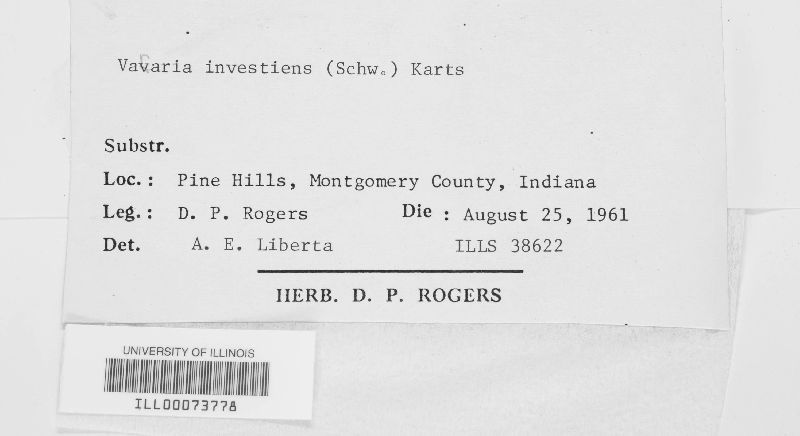 Vararia investiens (Schw.) Karts
Substr.
Loc.: Pine Hills, Montgomery County, Indiana
Leg.: D. P. Rogers Die : August 25, 1961
Det. A. E. Liberta ILLS 38622
HERB. D. P. ROGERS
UNIVERSITY OF ILLINOIS
ILL00073778